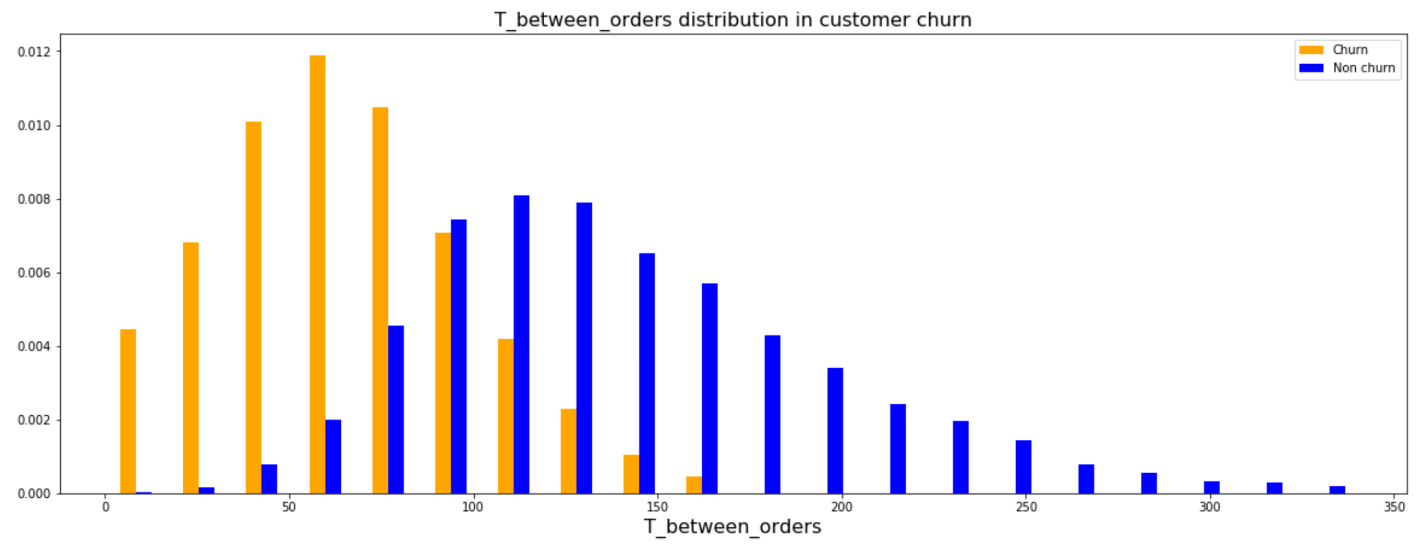 T_between_orders distribution in customer churn
Churn
Non churn
0.012
0.010
0.008
0.006
0.004
0.002
0.000
0 50 100 150 200 250 300 350
T_between_orders